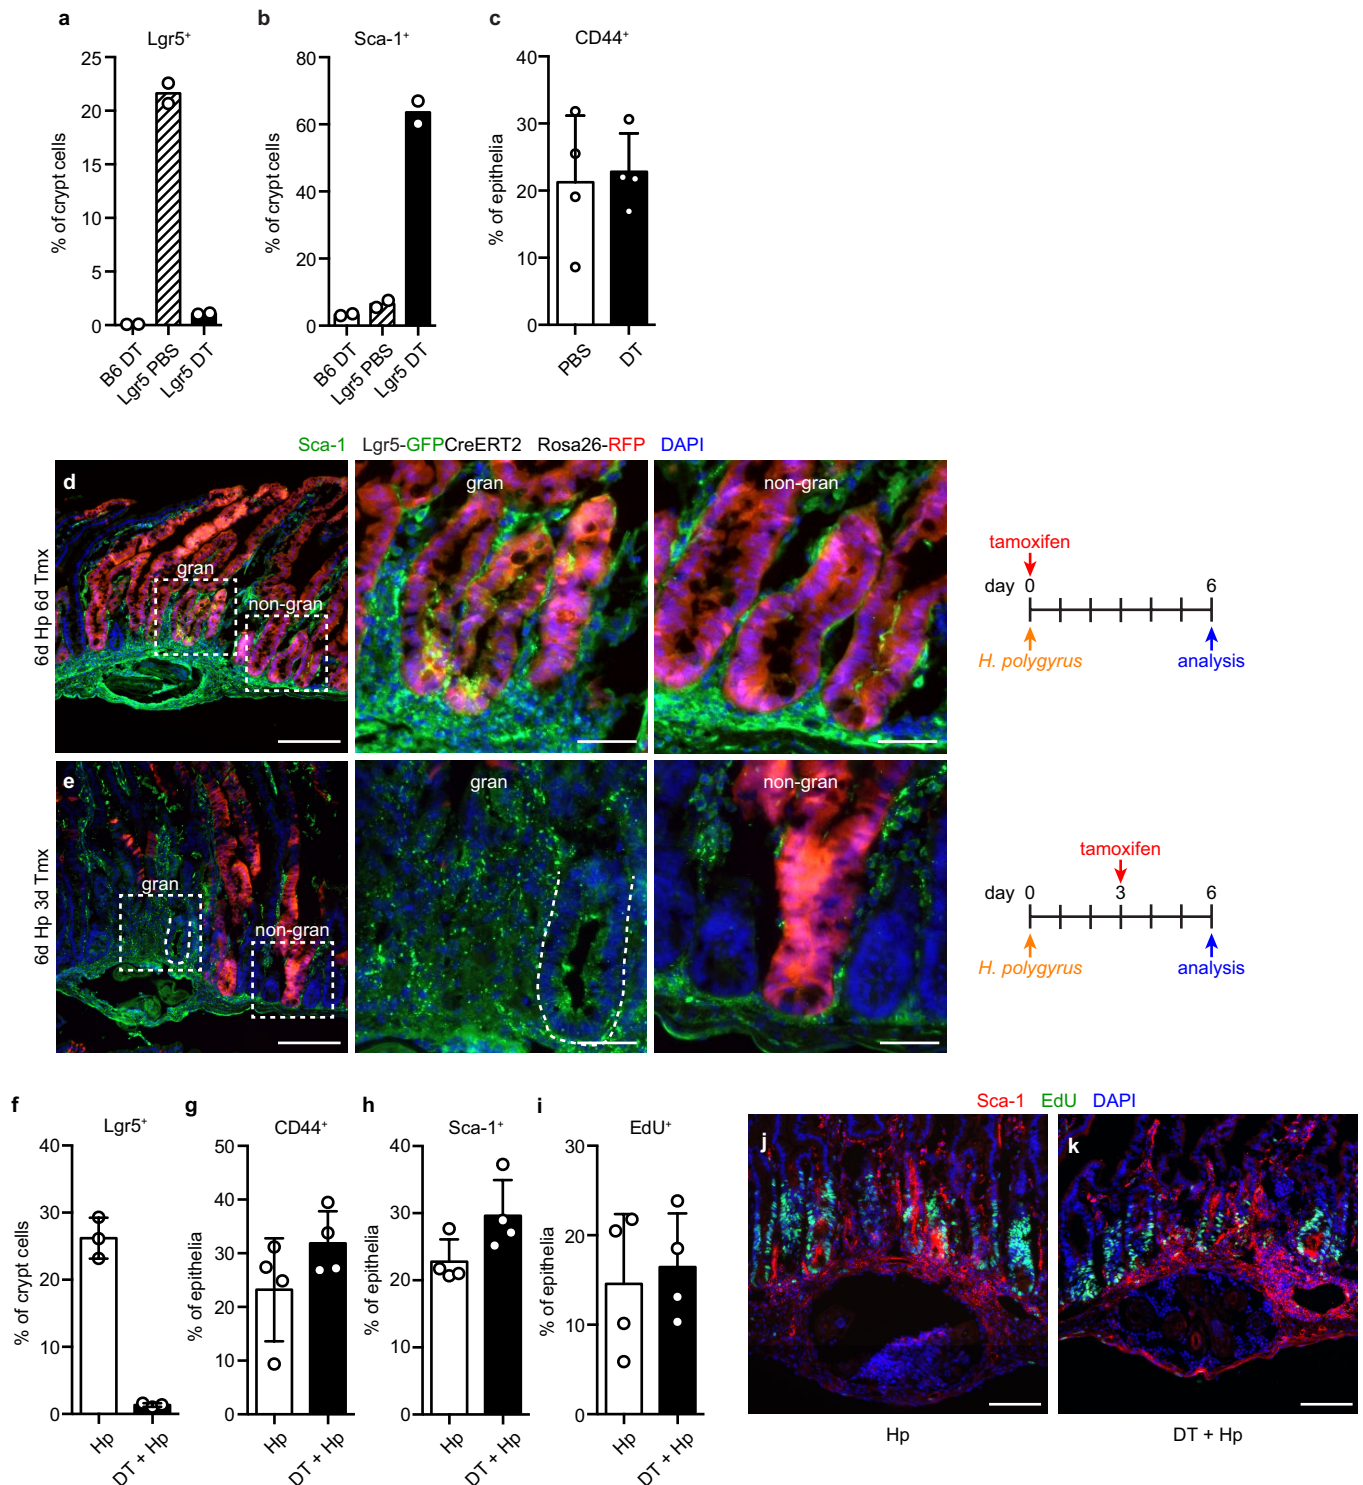 a
Lgr5+
% of crypt cells
25
20
15
10
5
0
B6 DT
Lgr5 PBS
Lgr5 DT
b
Sca-1+
% of crypt cells
80
60
40
20
0
B6 DT
Lgr5 PBS
Lgr5 DT
c
CD44+
% of epithelia
40
30
20
10
0
PBS
DT
Sca-1 Lgr5-GFPCreERT2 Rosa26-RFP DAPI
6d Hp 6d Tmx
d
gran
non-gran
gran
non-gran
tamoxifen
day 0 6
H. polygyrus
analysis
6d Hp 3d Tmx
e
gran
non-gran
gran
non-gran
tamoxifen
day 0 3 6
H. polygyrus
analysis
f
Lgr5+
% of crypt cells
40
30
20
10
0
Hp
DT + Hp
g
CD44+
% of epithelia
50
40
30
20
10
0
Hp
DT + Hp
h
Sca-1+
% of epithelia
40
30
20
10
0
Hp
DT + Hp
i
EdU+
% of epithelia
30
20
10
0
Hp
DT + Hp
Sca-1 EdU DAPI
j
Hp
k
DT + Hp